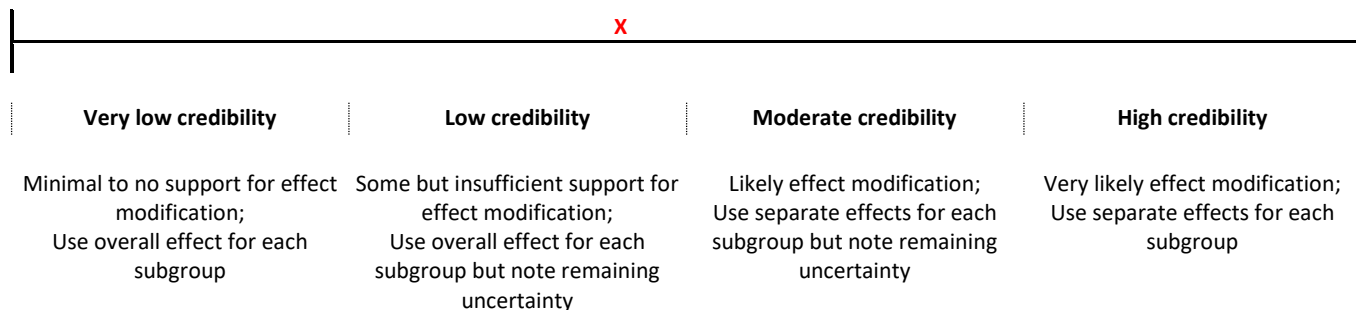 X
Very low credibility
Low credibility
Moderate credibility
High credibility
Minimal to no support for effect
modification;
Use overall effect for each
subgroup
Some but insufficient support for
effect modification;
Use overall effect for each
subgroup but note remaining
uncertainty
Likely effect modification;
Use separate effects for each
subgroup but note remaining
uncertainty
Very likely effect modification;
Use separate effects for each
subgroup